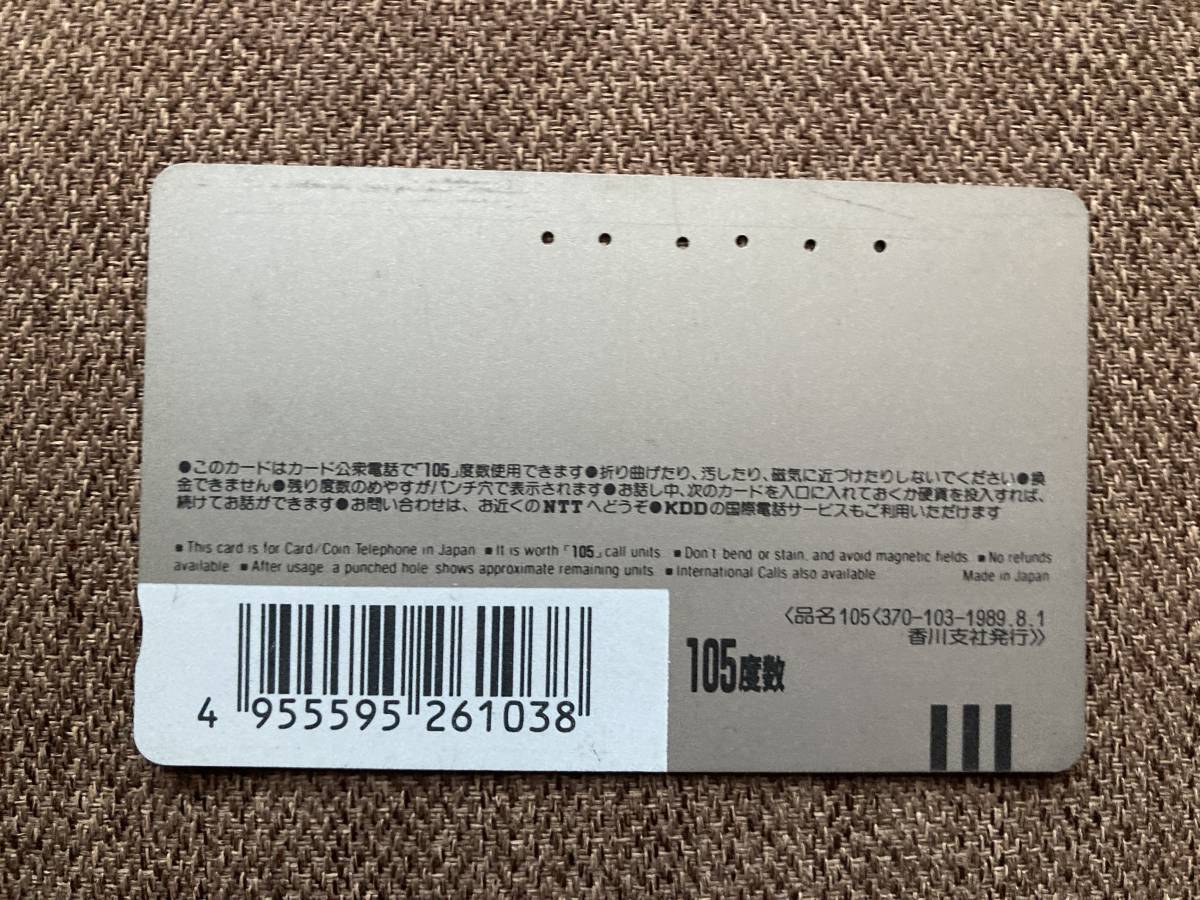 ●このカードはカード公衆電話で「105」度数使用できます●折り曲げたり、汚したり、磁気に近づけたりしないでください●換
金できません●残り度数のめやすがパンチ穴で表示されます●お話し中、次のカードを入口に入れておくか硬貨を投入すれば、
続けてお話ができます●お問い合わせは、お近くのNTTへどうぞ●KDDの国際電話サービスもご利用いただけます
■ This card is for Card/Coin Telephone in Japan ■ It is worth「105」call units ■ Don't bend or stain, and avoid magnetic fields ■ No refunds
available ■ After usage a punched hole shows approximate remaining units ■ International Calls also available Made in Japan
〈品名105〈370-103-1989.8.1
香川支社発行〉〉
105度数
4 955595 261038